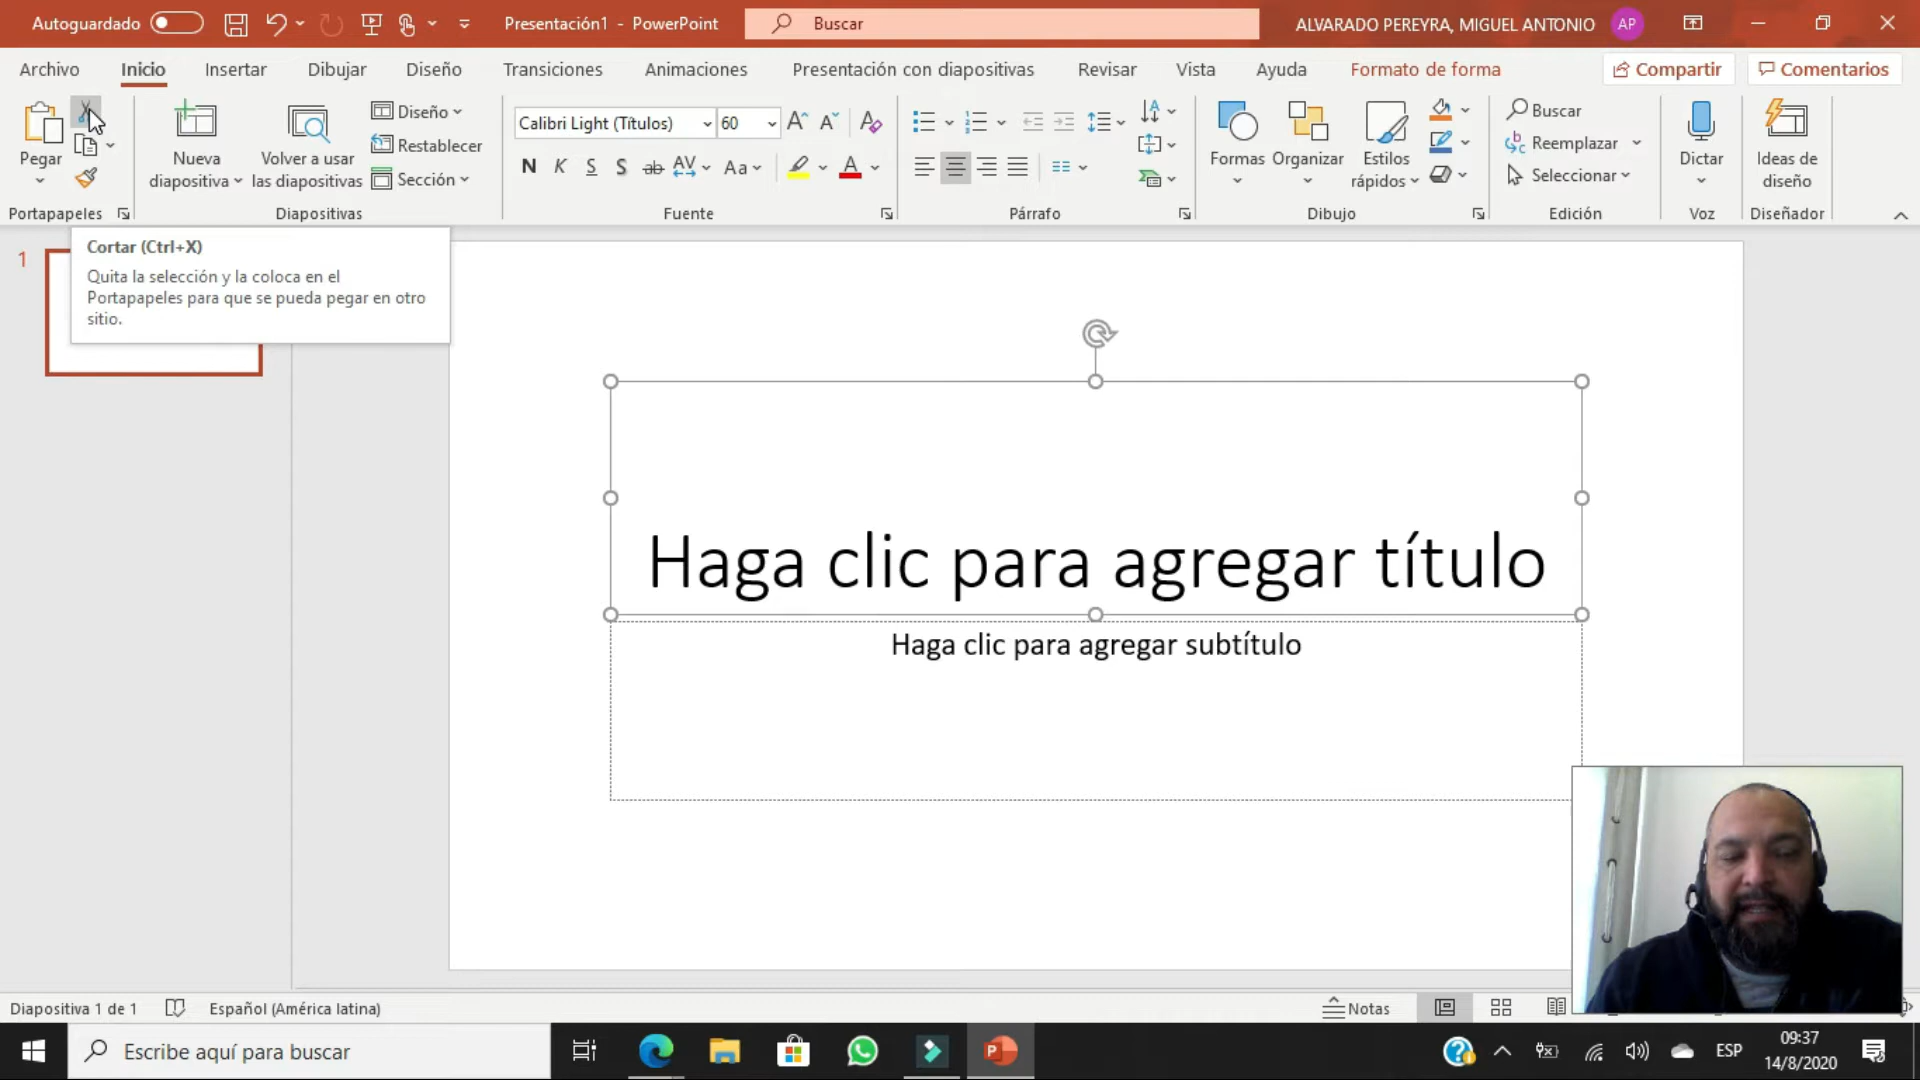 Autoguardado
Presentación1 - PowerPoint
Buscar
ALVARADO PEREYRA, MIGUEL ANTONIO
AP
Archivo
Inicio
Insertar
Dibujar
Diseño
Transiciones
Animaciones
Presentación con diapositivas
Revisar
Vista
Ayuda
Formato de forma
Compartir
Comentarios
Pegar
Portapapeles
Nueva
diapositiva
Volver a usar
las diapositivas
Diseño
Restablecer
Sección
Diapositivas
Calibri Light (Títulos)
60
N K S S ab AV Aa A
Fuente
Párrafo
Formas
Organizar
Estilos
rápidos
Dibujo
Buscar
Reemplazar
Seleccionar
Edición
Dictar
Voz
Ideas de
diseño
Diseñador
Cortar (Ctrl+X)
Quita la selección y la coloca en el
Portapapeles para que se pueda pegar en otro
sitio.
1
Haga clic para agregar título
Haga clic para agregar subtítulo
Diapositiva 1 de 1
Español (América latina)
Notas
Escribe aquí para buscar
ESP
09:37
14/8/2020